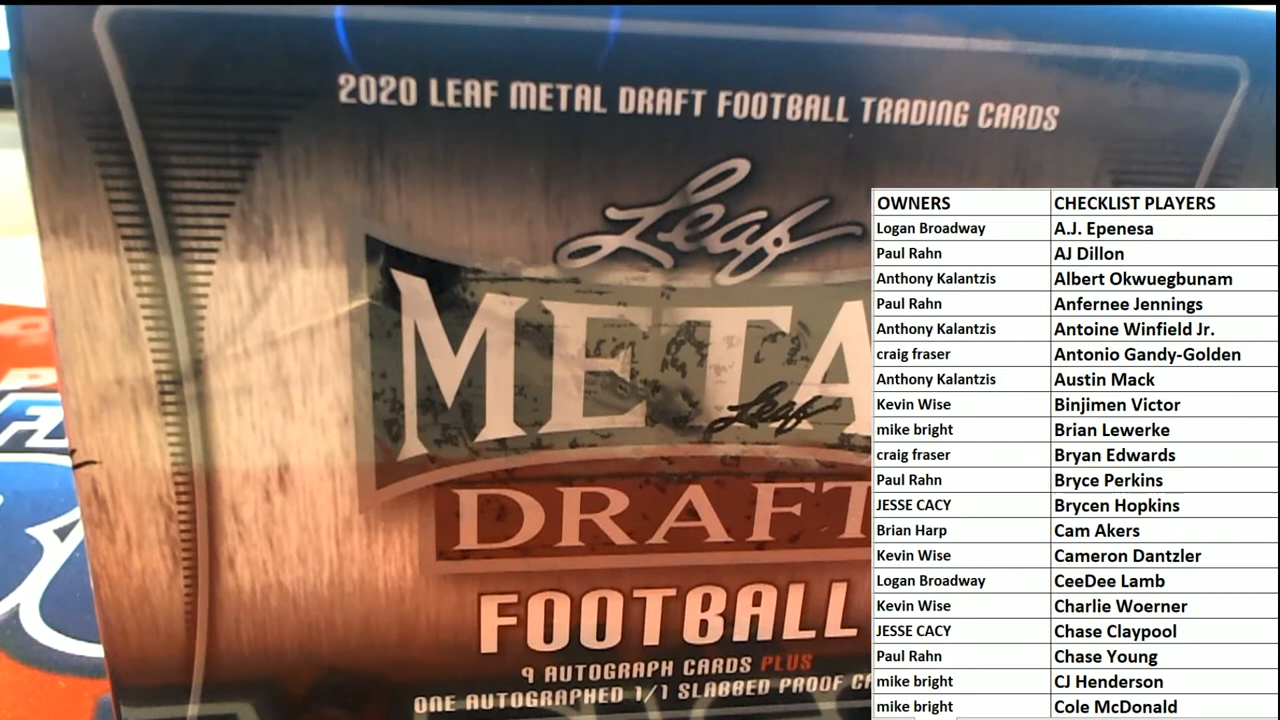 2020 LEAF METAL DRAFT FOOTBALL TRADING CARDS
Leaf
META
Leaf
DRAFT
FOOTBALL
9 AUTOGRAPH CARDS PLUS
ONE AUTOGRAPHED 1/1 SLABBED PROOF CA
OWNERS CHECKLIST PLAYERS
Logan Broadway A.J. Epenesa
Paul Rahn AJ Dillon
Anthony Kalantzis Albert Okwuegbunam
Paul Rahn Anfernee Jennings
Anthony Kalantzis Antoine Winfield Jr.
craig fraser Antonio Gandy-Golden
Anthony Kalantzis Austin Mack
Kevin Wise Binjimen Victor
mike bright Brian Lewerke
craig fraser Bryan Edwards
Paul Rahn Bryce Perkins
JESSE CACY Brycen Hopkins
Brian Harp Cam Akers
Kevin Wise Cameron Dantzler
Logan Broadway CeeDee Lamb
Kevin Wise Charlie Woerner
JESSE CACY Chase Claypool
Paul Rahn Chase Young
mike bright CJ Henderson
mike bright Cole McDonald